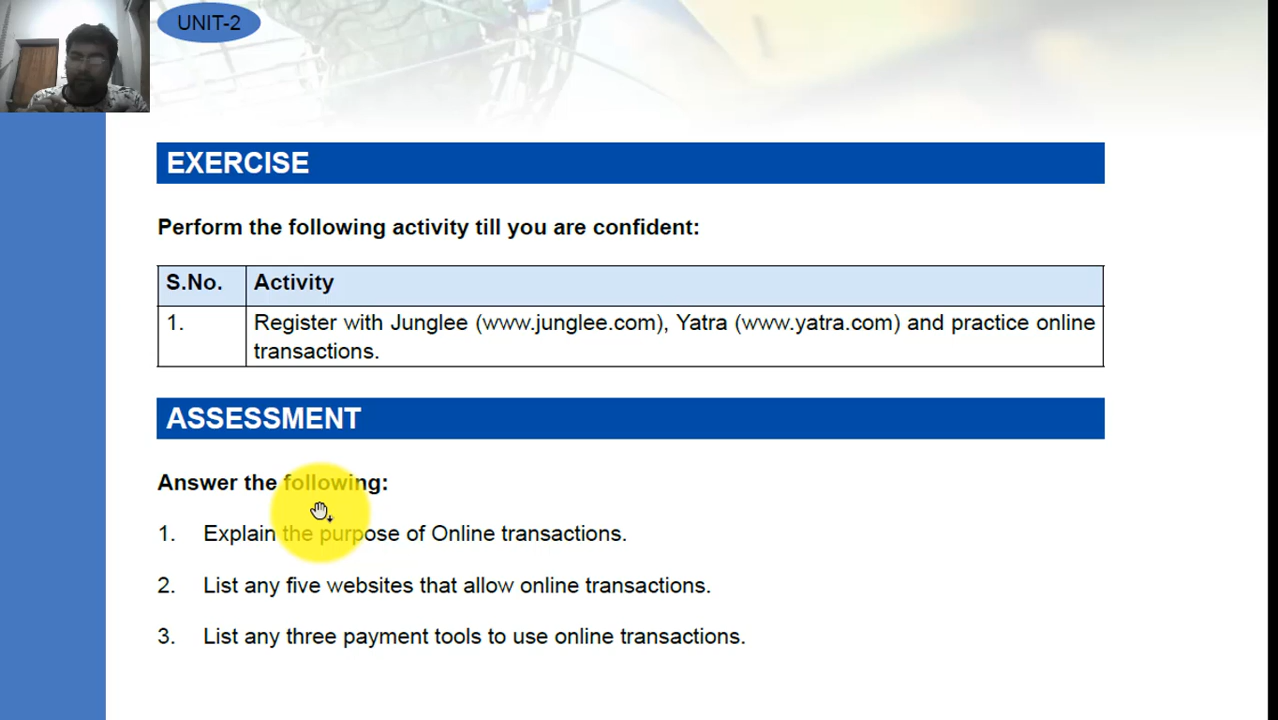 UNIT-2
EXERCISE
Perform the following activity till you are confident:
S.No. Activity
1. Register with Junglee (www.junglee.com), Yatra (www.yatra.com) and practice online
transactions.
ASSESSMENT
Answer the following:
1. Explain the purpose of Online transactions.
2. List any five websites that allow online transactions.
3. List any three payment tools to use online transactions.